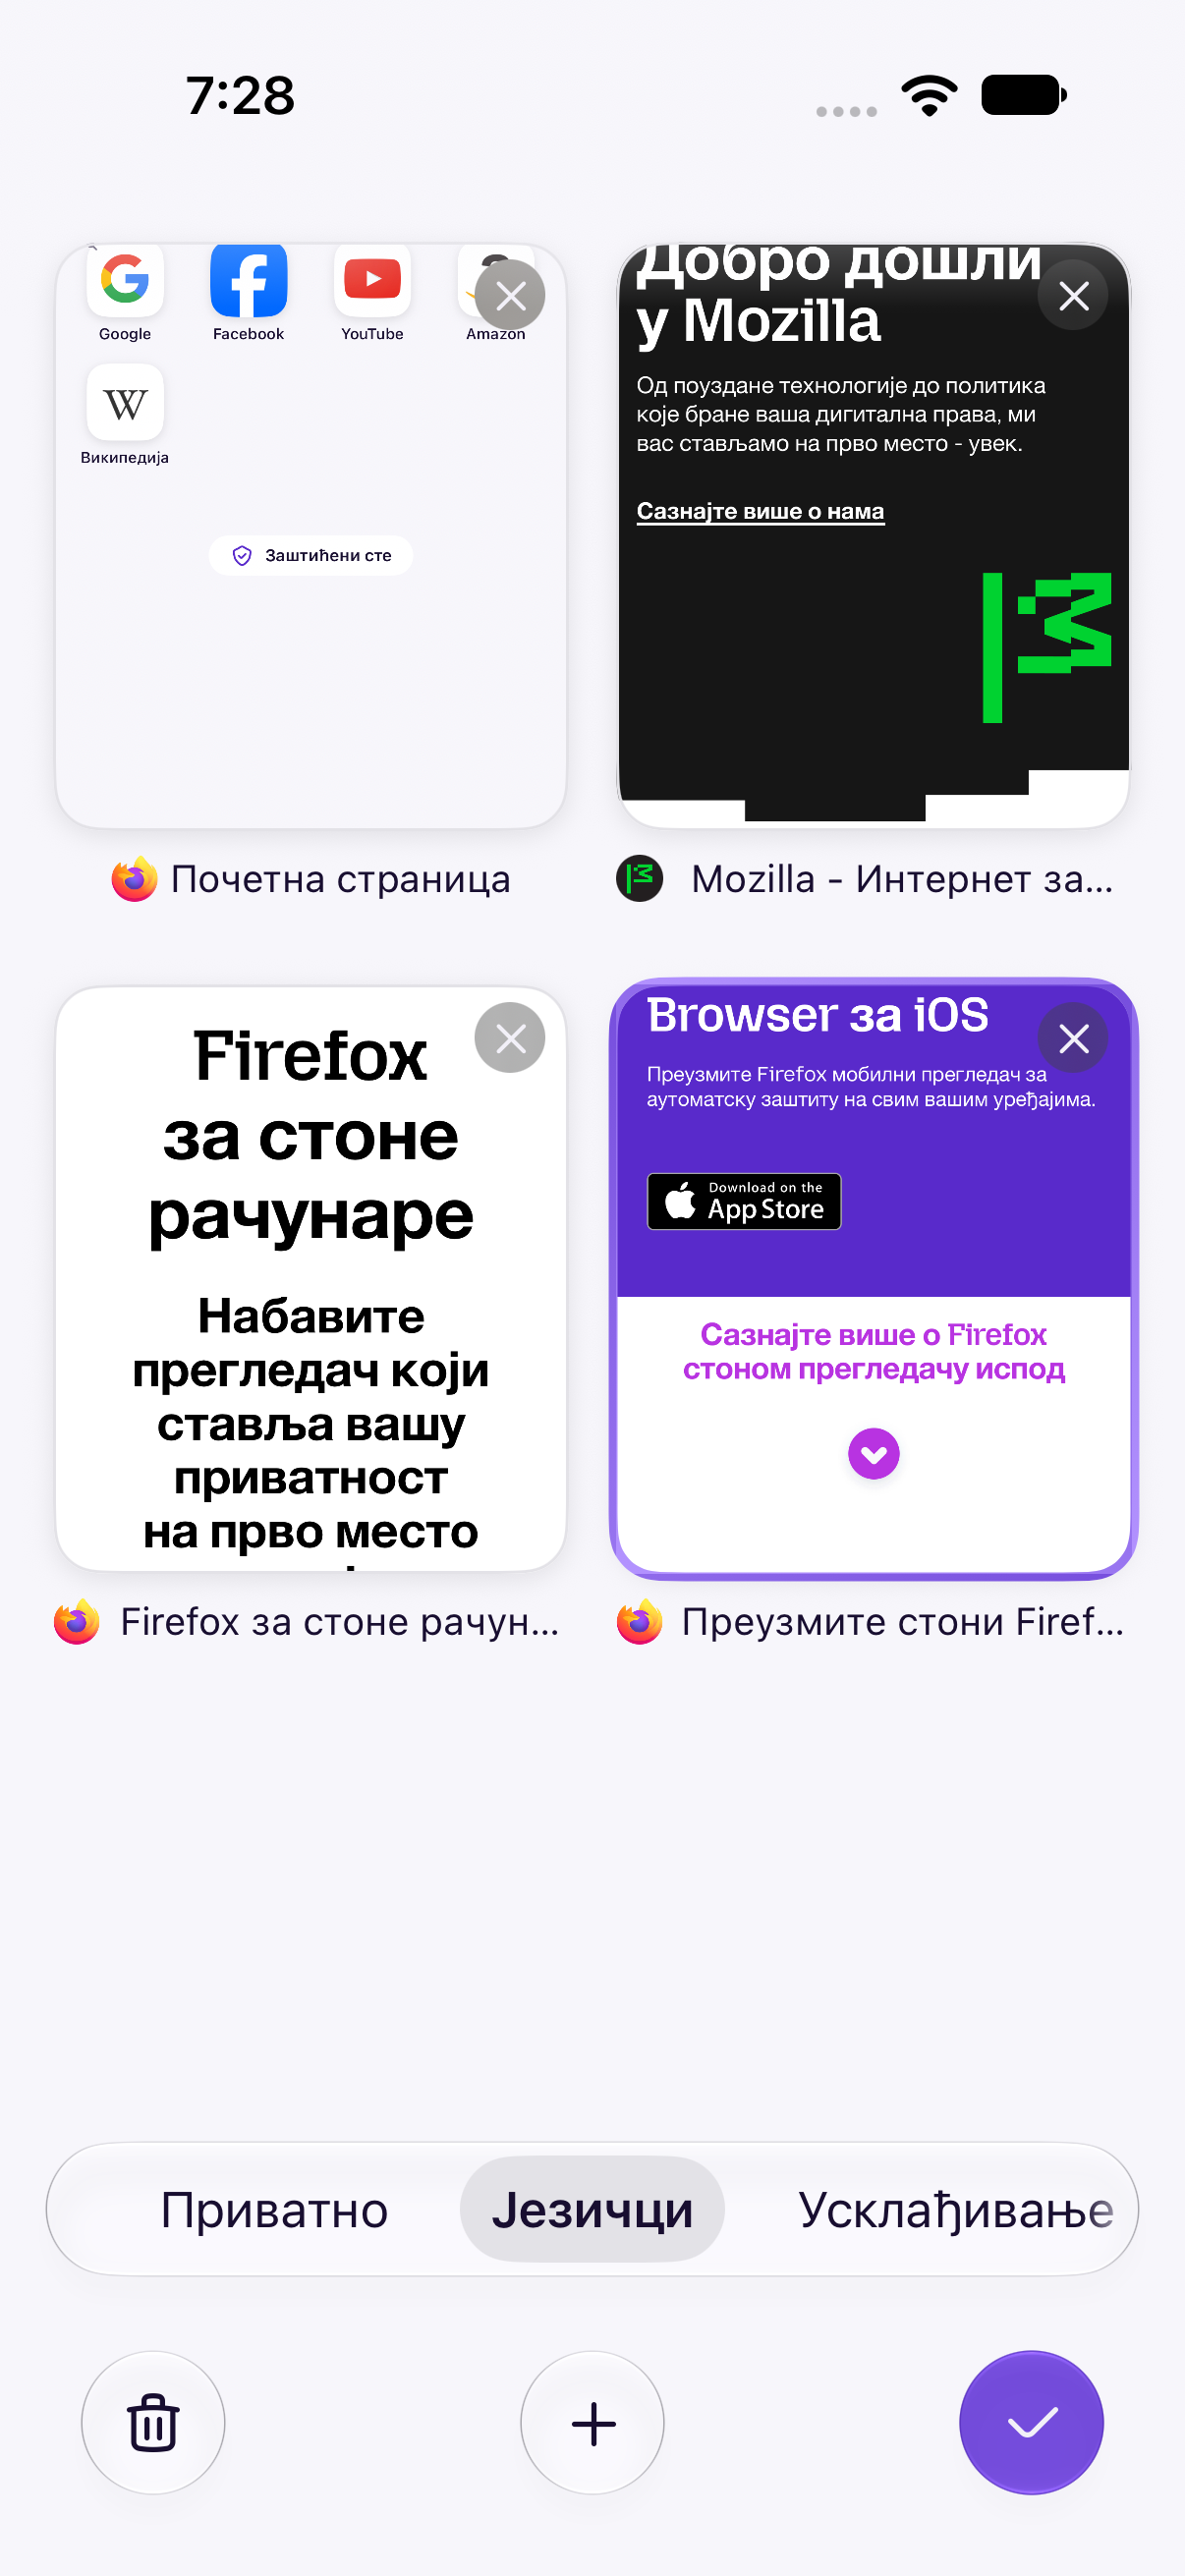 7:28
Google
Facebook
YouTube
Amazon
Википедија
Заштићени сте
Почетна страница
Добро дошли
у Mozilla
Од поуздане технологије до политика
које бране ваша дигитална права, ми
вас стављамо на прво место - увек.
Сазнајте више о нама
Mozilla - Интернет за...
Firefox
за стоне
рачунаре
Набавите
прегледач који
ставља вашу
приватност
на прво место
Firefox за стоне рачун...
Browser за iOS
Преузмите Firefox мобилни прегледач за
аутоматску заштиту на свим вашим уређајима.
Download on the
App Store
Сазнајте више о Firefox
стоном прегледачу испод
Преузмите стони Firef...
Приватно
Језичци
Усклађивање